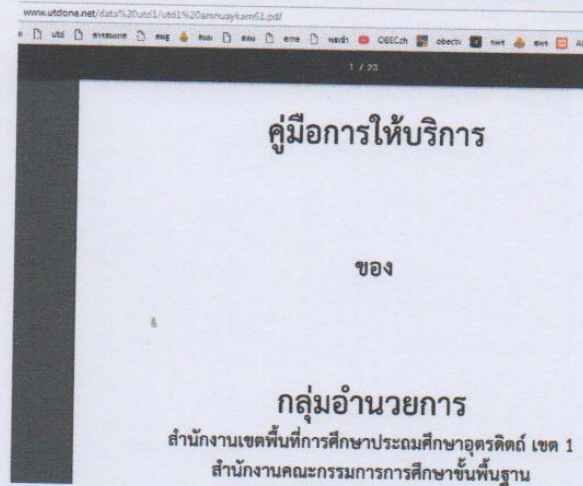 www.utdone.net/data%20utd1/utd1%20amnuaykam61.pdf
utd eme OBECch obectv
1 / 23
คู่มือการให้บริการ
ของ
กลุ่มอำนวยการ
สำนักงานเขตพื้นที่การศึกษาประถมศึกษาอุตรดิตถ์ เขต 1
สำนักงานคณะกรรมการการศึกษาขั้นพื้นฐาน